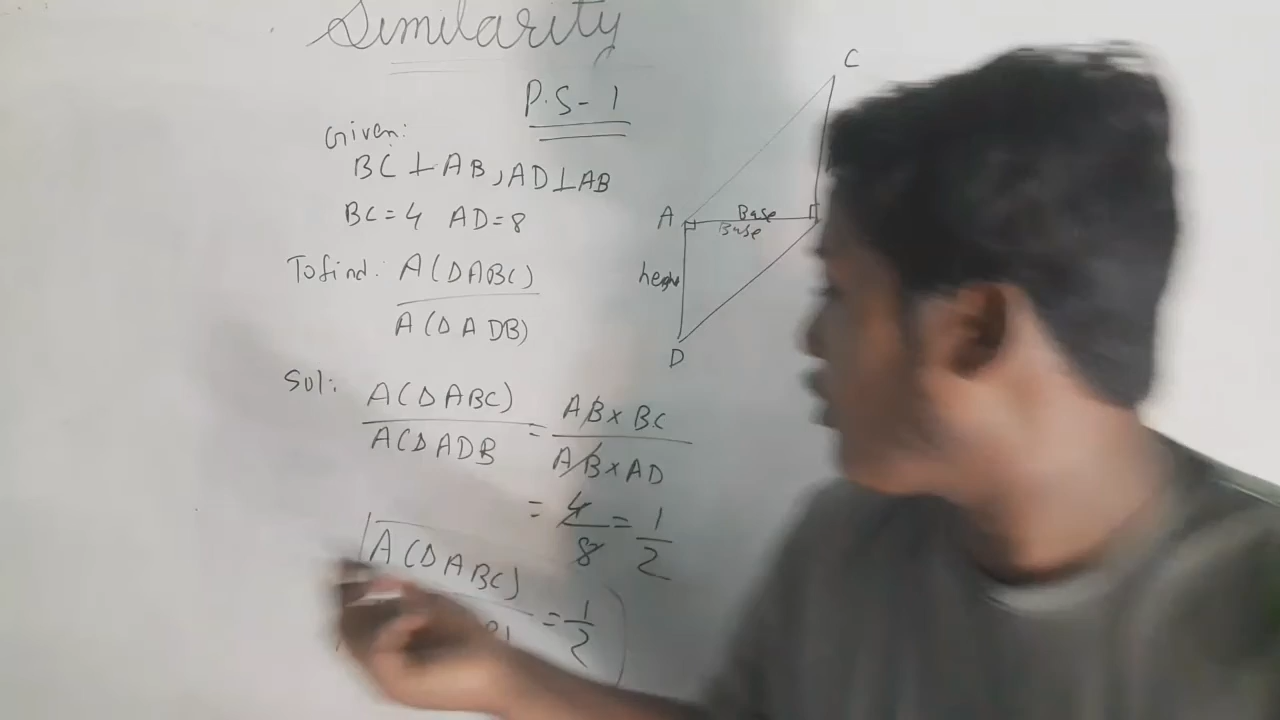 Similarity
P.S-1
Given:
BC ⊥ AB, AD ⊥ AB
BC = 4 AD = 8
To find: A(ΔABC)
A(ΔADB)
Sol: A(ΔABC) = AB × BC
A(ΔADB AB × AD
= 4/8 = 1/2
A(ΔABC)
= 1/2
C
A Base
Base
D